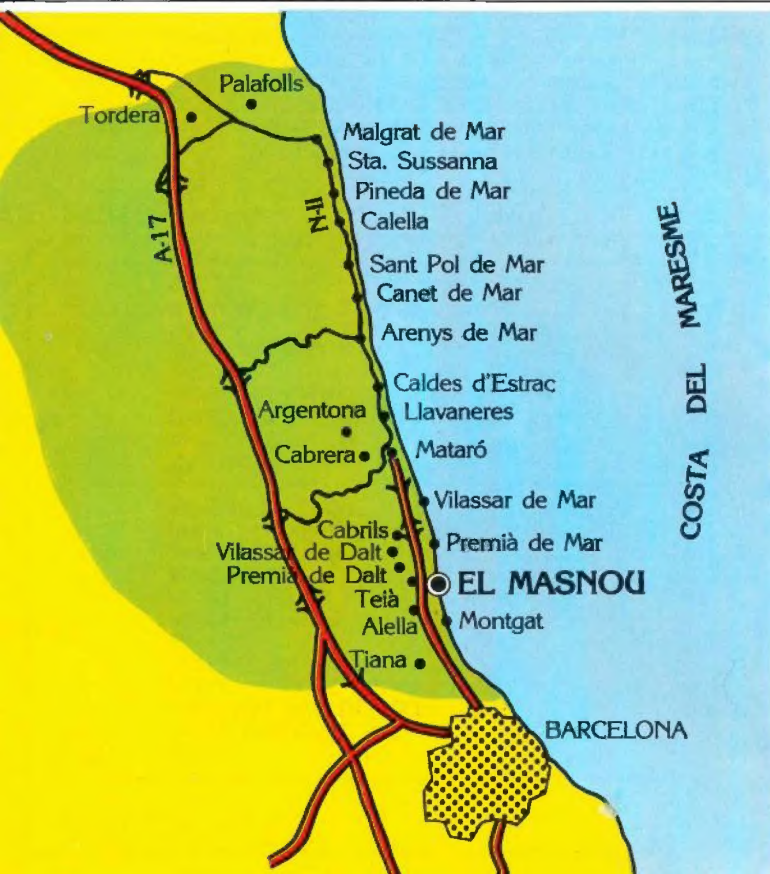 Palafolls
Tordera
Malgrat de Mar
Sta. Sussanna
Pineda de Mar
N-II
Calella
A-17
Sant Pol de Mar
Canet de Mar
Arenys de Mar
COSTA DEL MARESME
Caldes d'Estrac
Argentona
Llavaneres
Cabrera
Mataró
Vilassar de Mar
Cabrils
Premià de Mar
Vilassar de Dalt
Premià de Dalt
EL MASNOU
Teià
Alella
Montgat
Tiana
BARCELONA